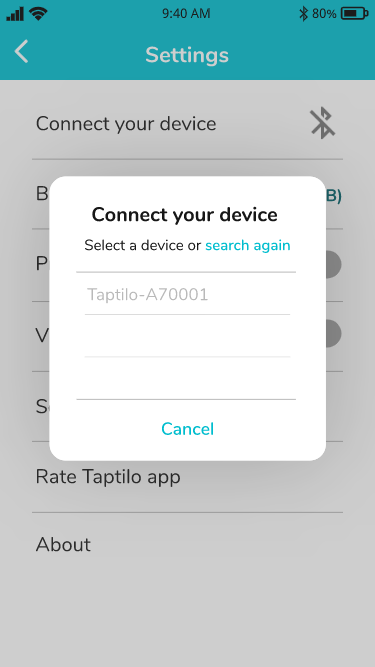 9:40 AM
80%
Settings
Connect your device
B)
Connect your device
Select a device or search again
Taptilo-A70001
Cancel
Rate Taptilo app
About